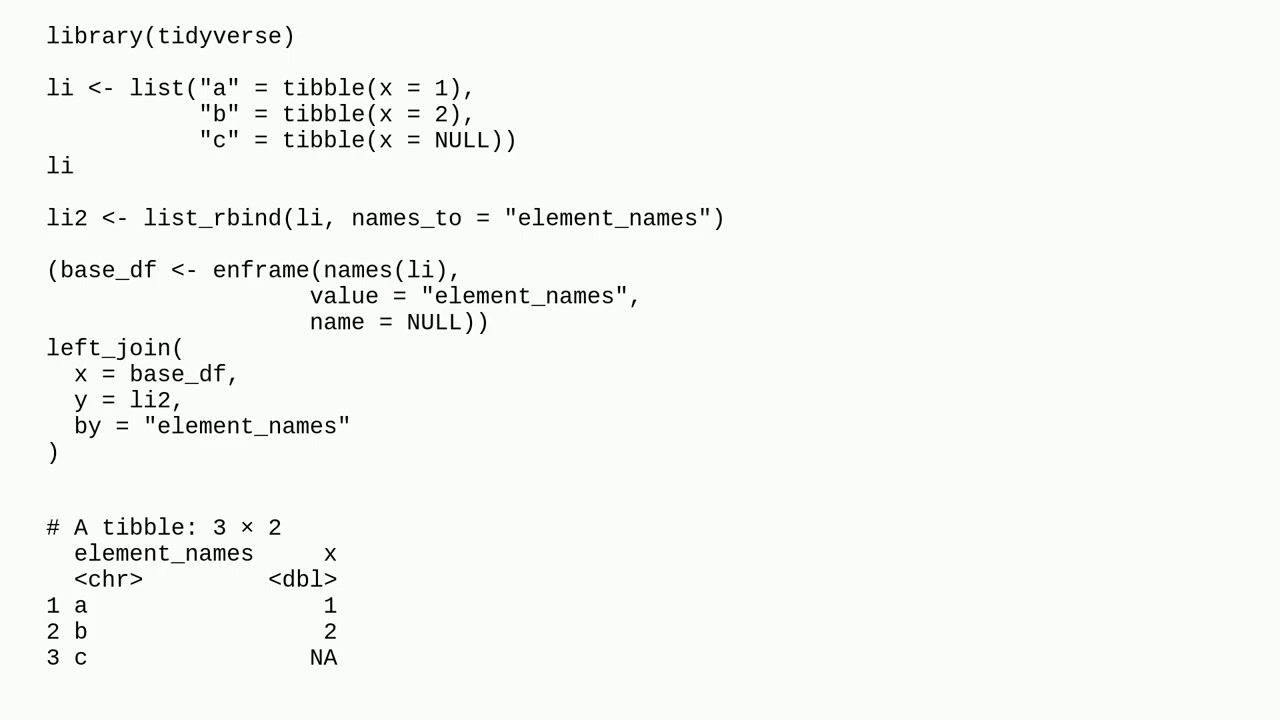 library(tidyverse)
li <- list("a" = tibble(x = 1),
           "b" = tibble(x = 2),
           "c" = tibble(x = NULL))
li
li2 <- list_rbind(li, names_to = "element_names")
(base_df <- enframe(names(li),
                   value = "element_names",
                   name = NULL))
left_join(
  x = base_df,
  y = li2,
  by = "element_names"
)
# A tibble: 3 × 2
  element_names     x
  <chr>         <dbl>
1 a                 1
2 b                 2
3 c                NA